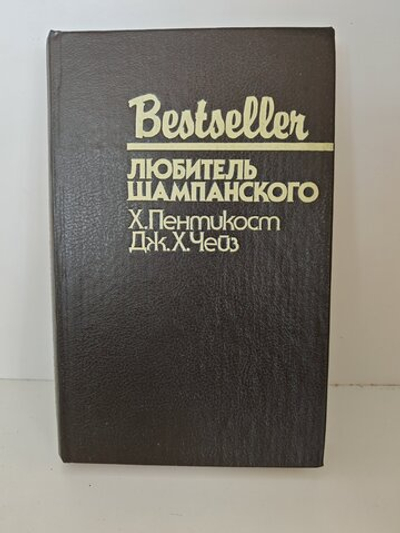 Bestseller
ЛЮБИТЕЛЬ
ШАМПАНСКОГО
Х. Пентикост
Дж. Х. Чейз